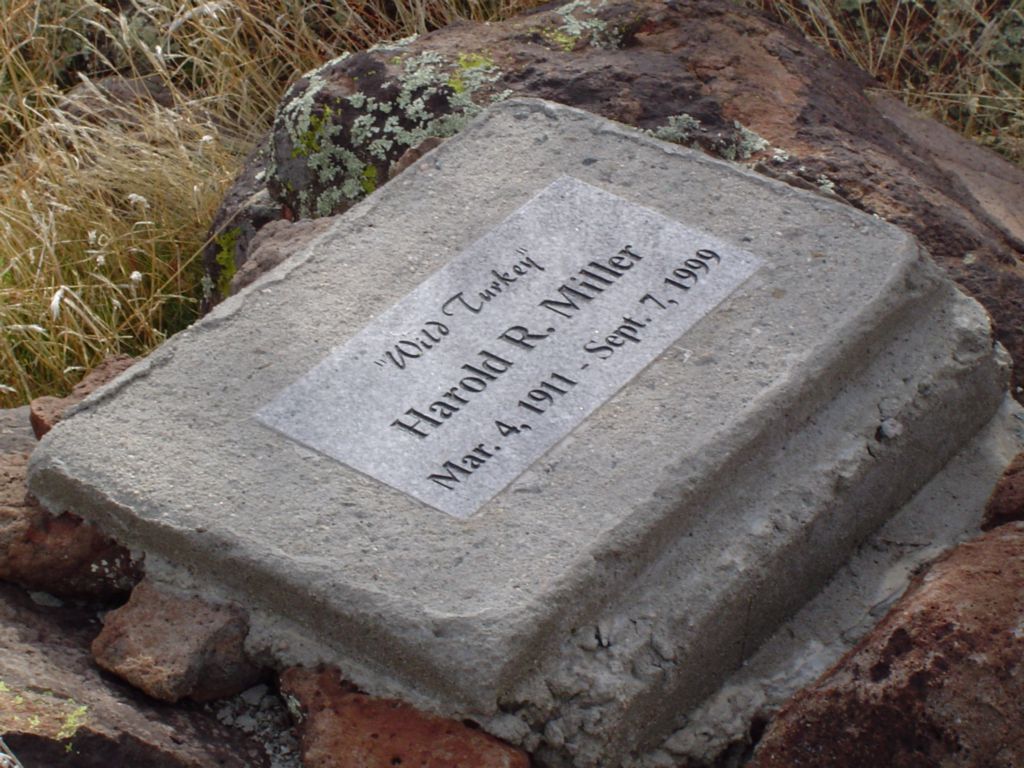 "Wild Turkey"
Harold R. Miller
Mar. 4, 1911 - Sept. 7, 1999